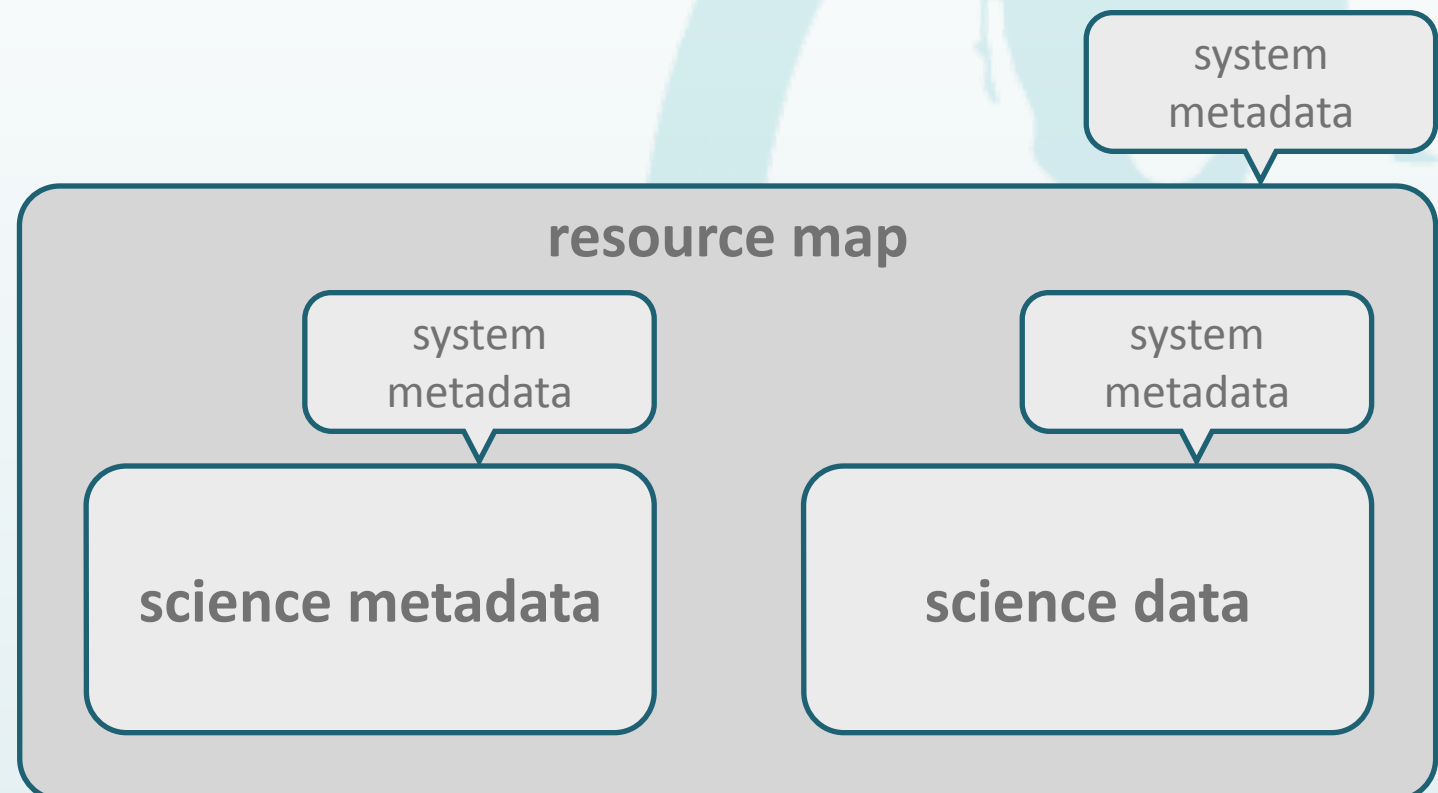 system
metadata
resource map
system
metadata
system
metadata
science metadata
science data